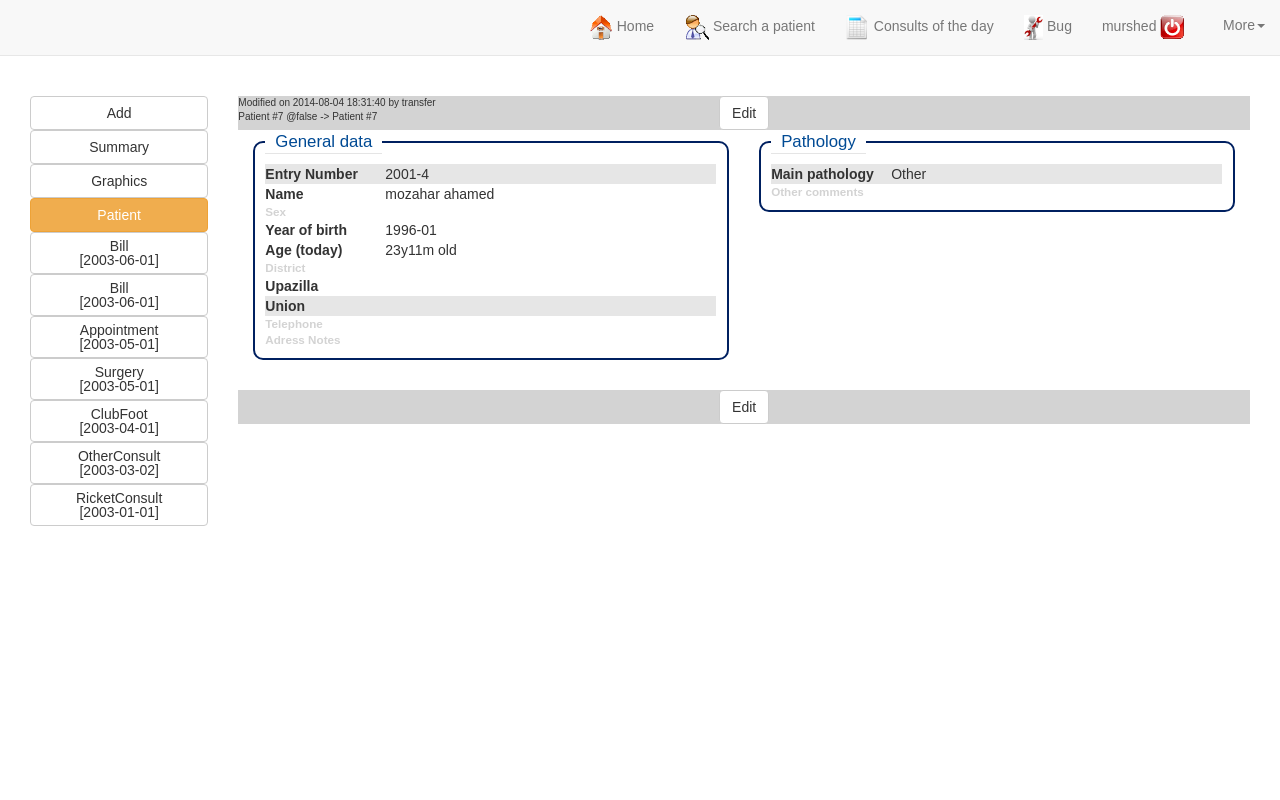 Home Search a patient Consults of the day Bug murshed More
Add
Summary
Graphics
Patient
Bill
[2003-06-01]
Bill
[2003-06-01]
Appointment
[2003-05-01]
Surgery
[2003-05-01]
ClubFoot
[2003-04-01]
OtherConsult
[2003-03-02]
RicketConsult
[2003-01-01]
Modified on 2014-08-04 18:31:40 by transfer
Patient #7 @false -> Patient #7
Edit
General data
Entry Number 2001-4
Name mozahar ahamed
Sex
Year of birth 1996-01
Age (today) 23y11m old
District
Upazilla
Union
Telephone
Adress Notes
Pathology
Main pathology Other
Other comments
Edit